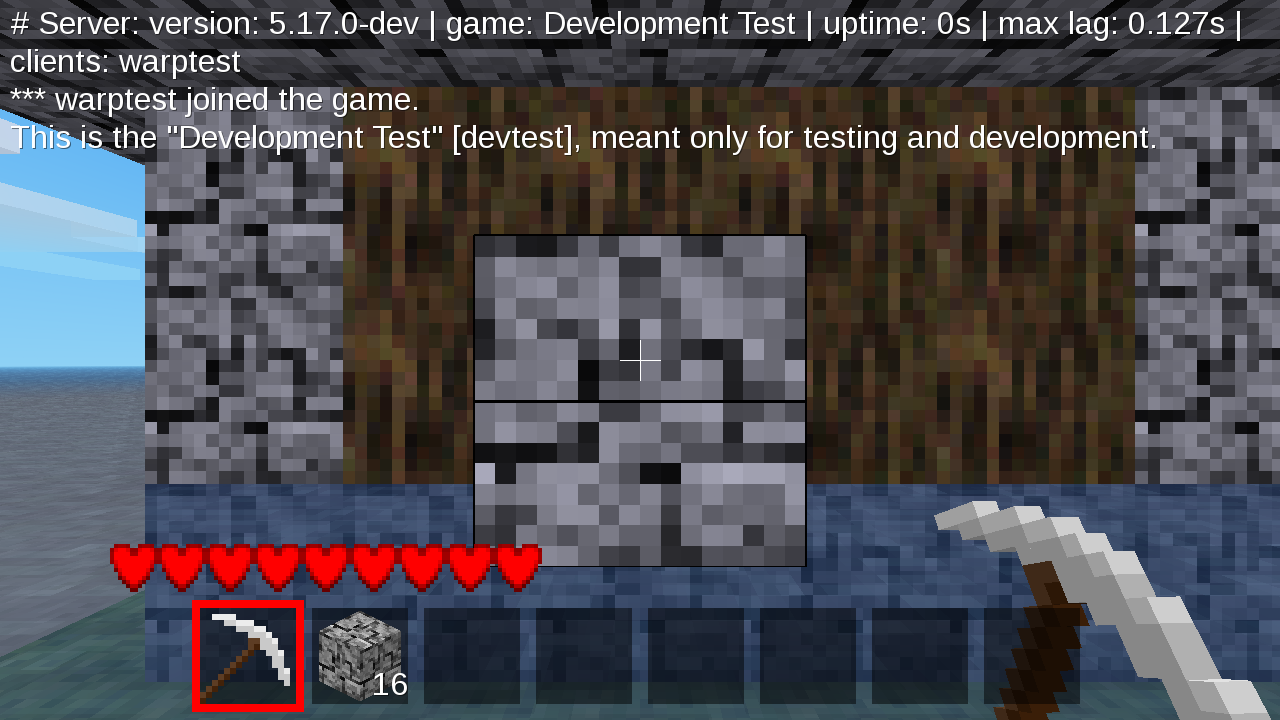 # Server: version: 5.17.0-dev | game: Development Test | uptime: 0s | max lag: 0.127s |
clients: warptest
*** warptest joined the game.
This is the "Development Test" [devtest], meant only for testing and development.
16